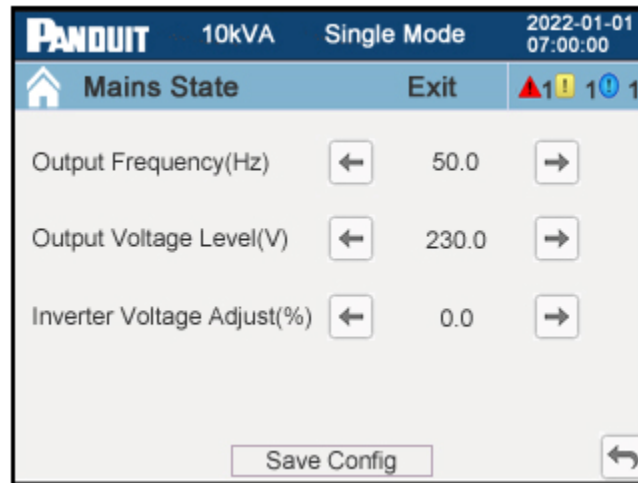 PANDUIT 10kVA Single Mode 2022-01-01
07:00:00
Mains State Exit 1 ! 1 ! 1
Output Frequency(Hz) 50.0
Output Voltage Level(V) 230.0
Inverter Voltage Adjust(%) 0.0
Save Config